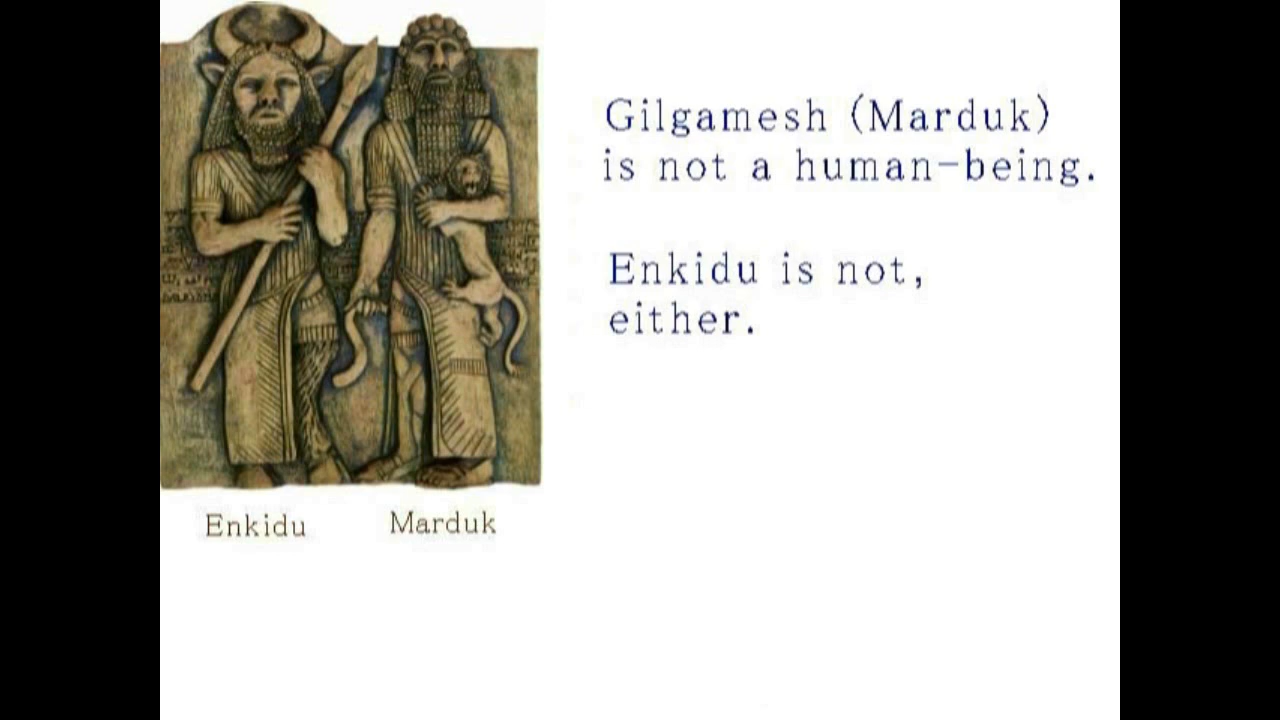 Gilgamesh (Marduk)
is not a human-being.
Enkidu is not,
either.
Enkidu
Marduk